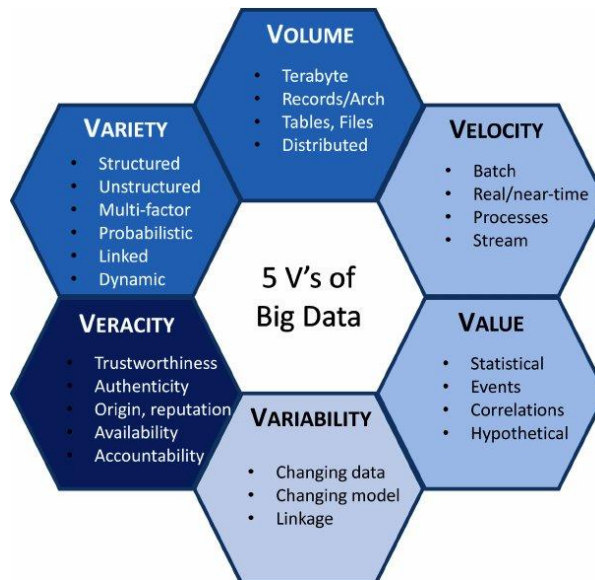 VOLUME
• Terabyte
• Records/Arch
• Tables, Files
• Distributed
VARIETY
• Structured
• Unstructured
• Multi-factor
• Probabilistic
• Linked
• Dynamic
VELOCITY
• Batch
• Real/near-time
• Processes
• Stream
5 V's of
Big Data
VERACITY
• Trustworthiness
• Authenticity
• Origin, reputation
• Availability
• Accountability
VALUE
• Statistical
• Events
• Correlations
• Hypothetical
VARIABILITY
• Changing data
• Changing model
• Linkage